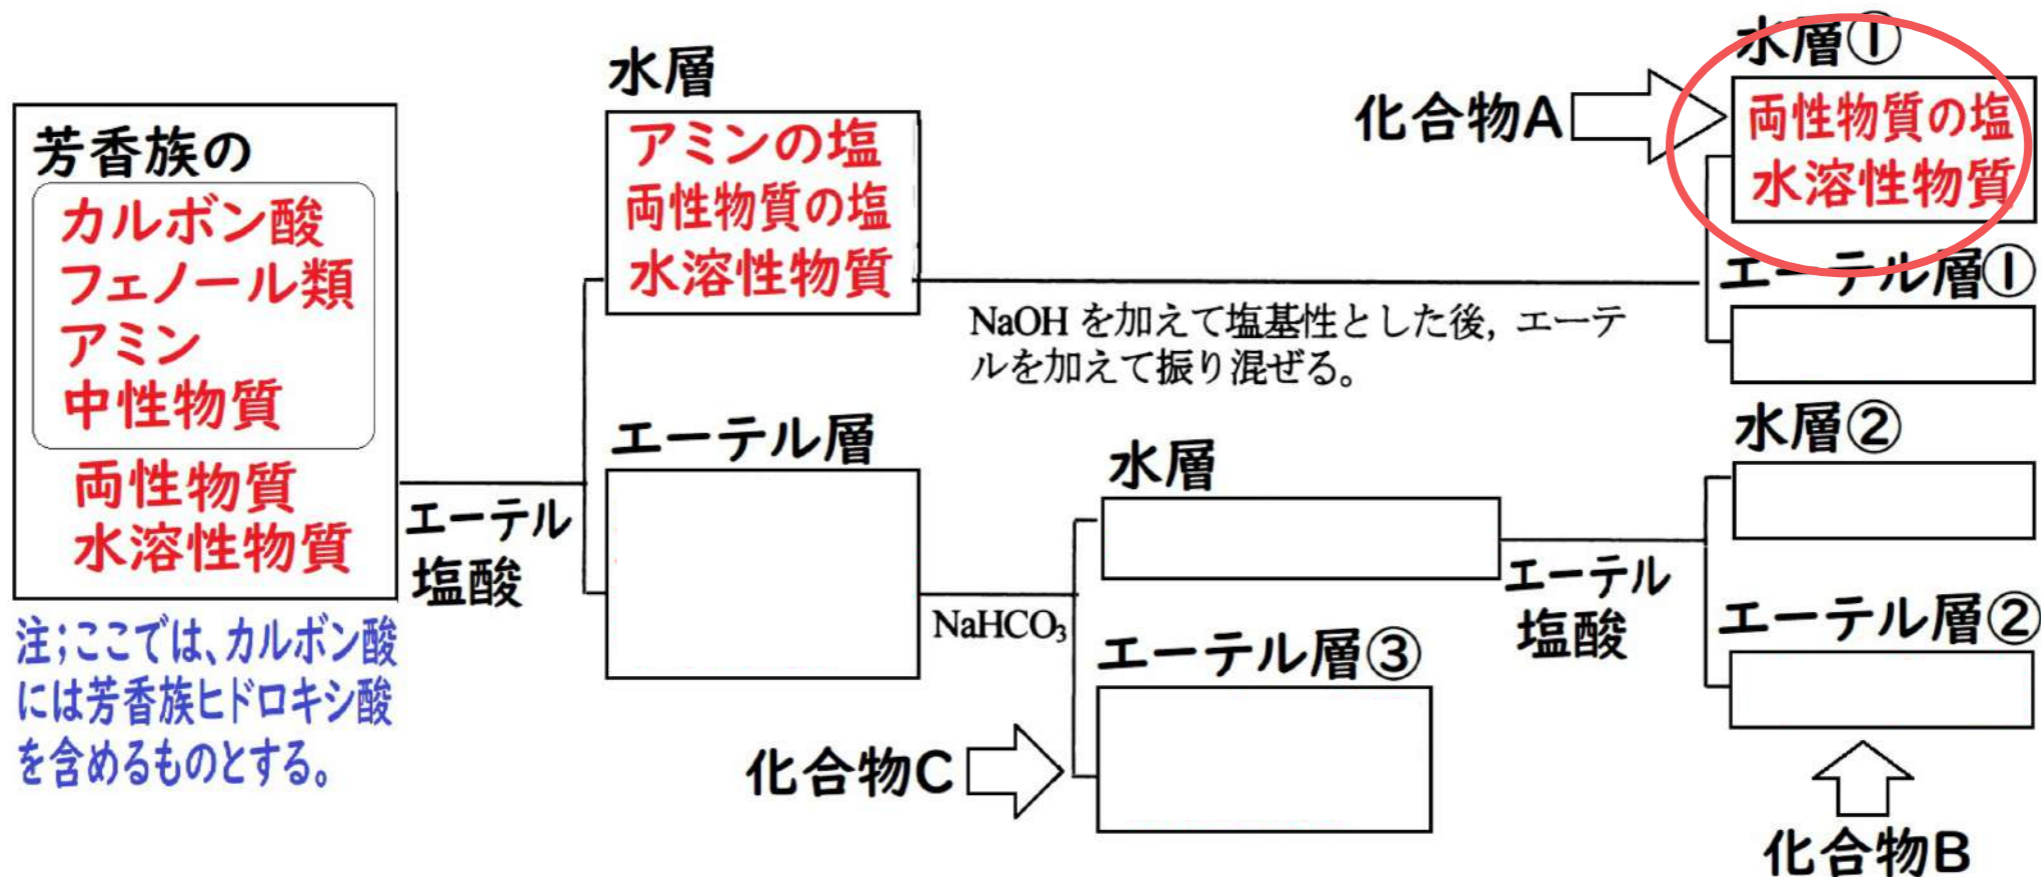 芳香族の
カルボン酸
フェノール類
アミン
中性物質
両性物質
水溶性物質
注;ここでは、カルボン酸
には芳香族ヒドロキシ酸
を含めるものとする。
エーテル
塩酸
水層
アミンの塩
両性物質の塩
水溶性物質
エーテル層
NaOH を加えて塩基性とした後, エーテ
ルを加えて振り混ぜる。
NaHCO₃
水層
エーテル層③
化合物C
エーテル
塩酸
化合物A
水層①
両性物質の塩
水溶性物質
エーテル層①
水層②
エーテル層②
化合物B